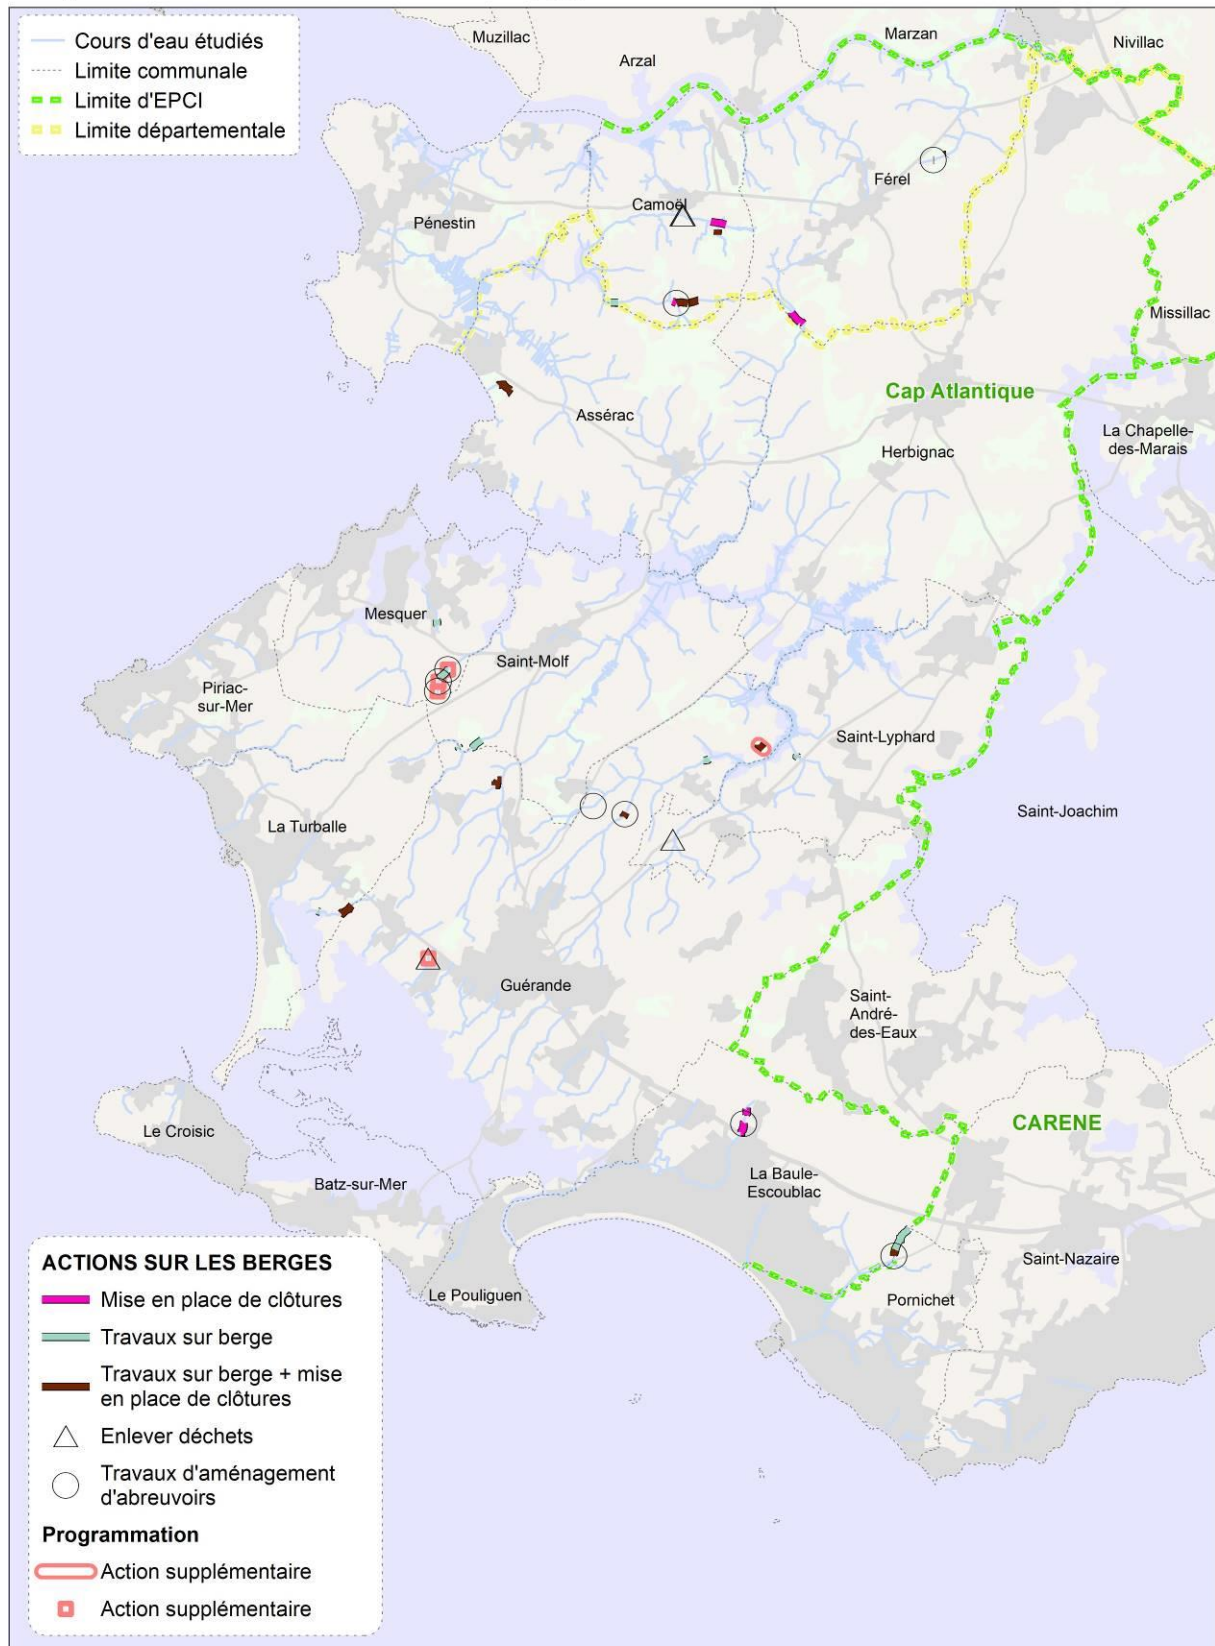 Cours d'eau étudiés
Limite communale
Limite d'EPCI
Limite départementale
Muzillac
Marzan
Nivillac
Arzal
Férel
Camoël
Pénestin
Missillac
Cap Atlantique
Assérac
La Chapelle-
des-Marais
Herbignac
Mesquer
Saint-Molf
Piriac-
sur-Mer
Saint-Lyphard
Saint-Joachim
La Turballe
Guérande
Saint-
André-
des-Eaux
Le Croisic
CARENE
La Baule-
Escoublac
Batz-sur-Mer
Saint-Nazaire
Le Pouliguen
Pornichet
ACTIONS SUR LES BERGES
Mise en place de clôtures
Travaux sur berge
Travaux sur berge + mise
en place de clôtures
Enlever déchets
Travaux d'aménagement
d'abreuvoirs
Programmation
Action supplémentaire
Action supplémentaire